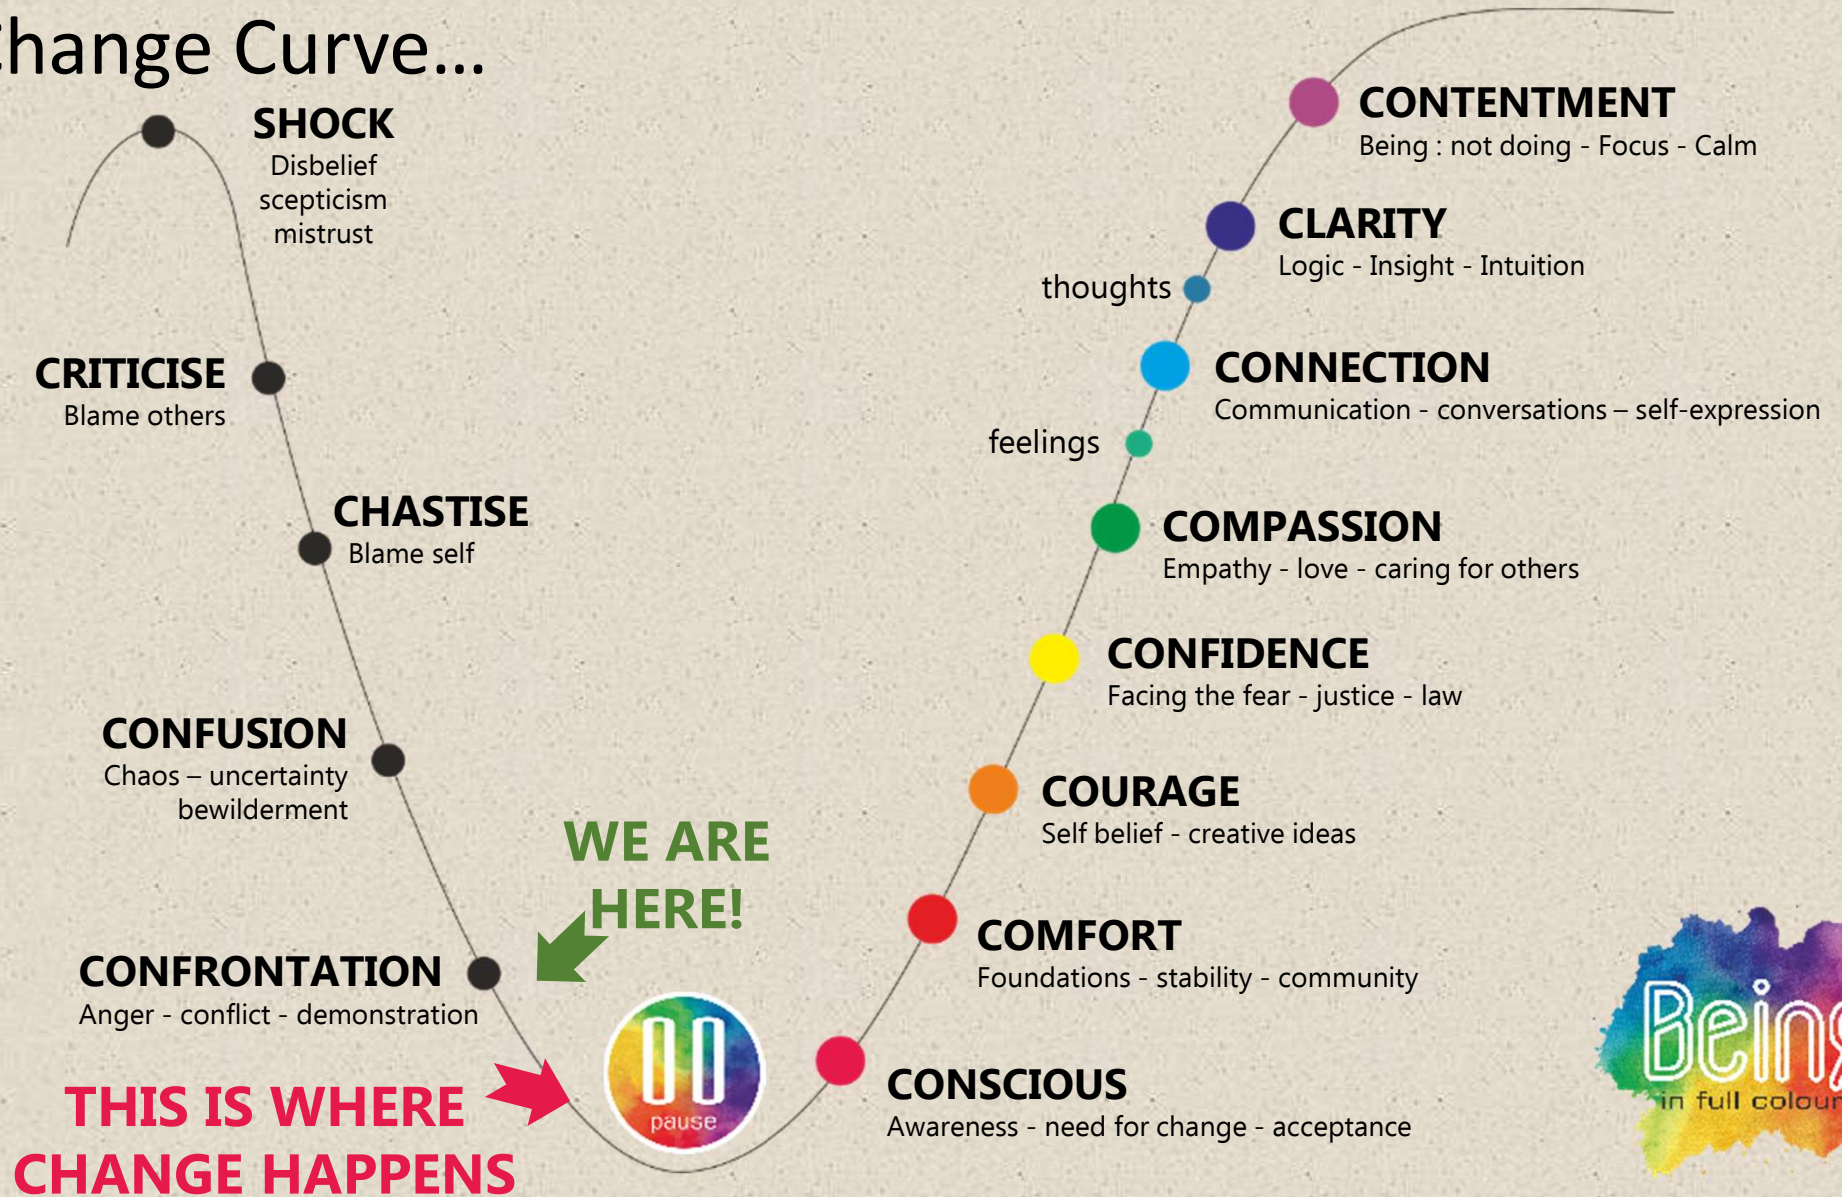 Change Curve...
SHOCK
Disbelief
scepticism
mistrust
CRITICISE
Blame others
CHASTISE
Blame self
CONFUSION
Chaos – uncertainty
bewilderment
WE ARE
HERE!
CONFRONTATION
Anger - conflict - demonstration
THIS IS WHERE
CHANGE HAPPENS
pause
CONTENTMENT
Being : not doing - Focus - Calm
CLARITY
Logic - Insight - Intuition
thoughts
CONNECTION
Communication - conversations – self-expression
feelings
COMPASSION
Empathy - love - caring for others
CONFIDENCE
Facing the fear - justice - law
COURAGE
Self belief - creative ideas
COMFORT
Foundations - stability - community
CONSCIOUS
Awareness - need for change - acceptance
Being
in full colour